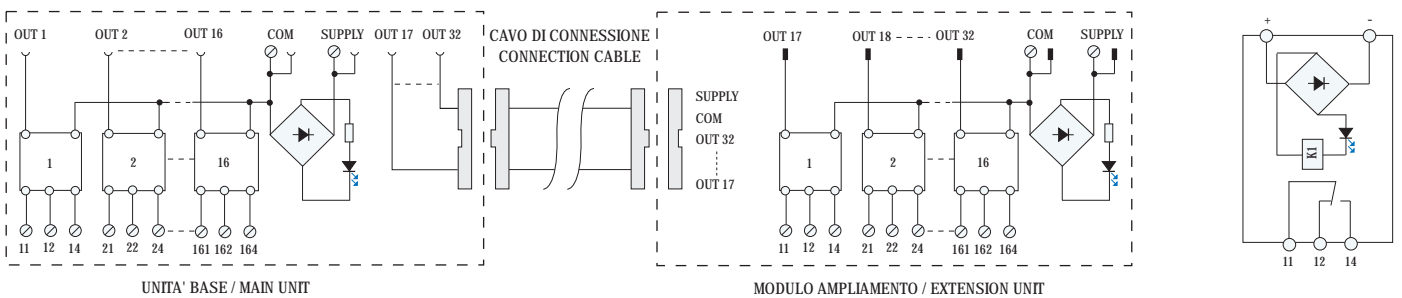 OUT 1 OUT 2 OUT 16 COM SUPPLY OUT 17 OUT 32
1 2 16
11 12 14 21 22 24 161 162 164
UNITA' BASE / MAIN UNIT
CAVO DI CONNESSIONE
CONNECTION CABLE
SUPPLY
COM
OUT 32
OUT 17
OUT 17 OUT 18 OUT 32 COM SUPPLY
1 2 16
11 12 14 21 22 24 161 162 164
MODULO AMPLIAMENTO / EXTENSION UNIT
+ -
K1
11 12 14